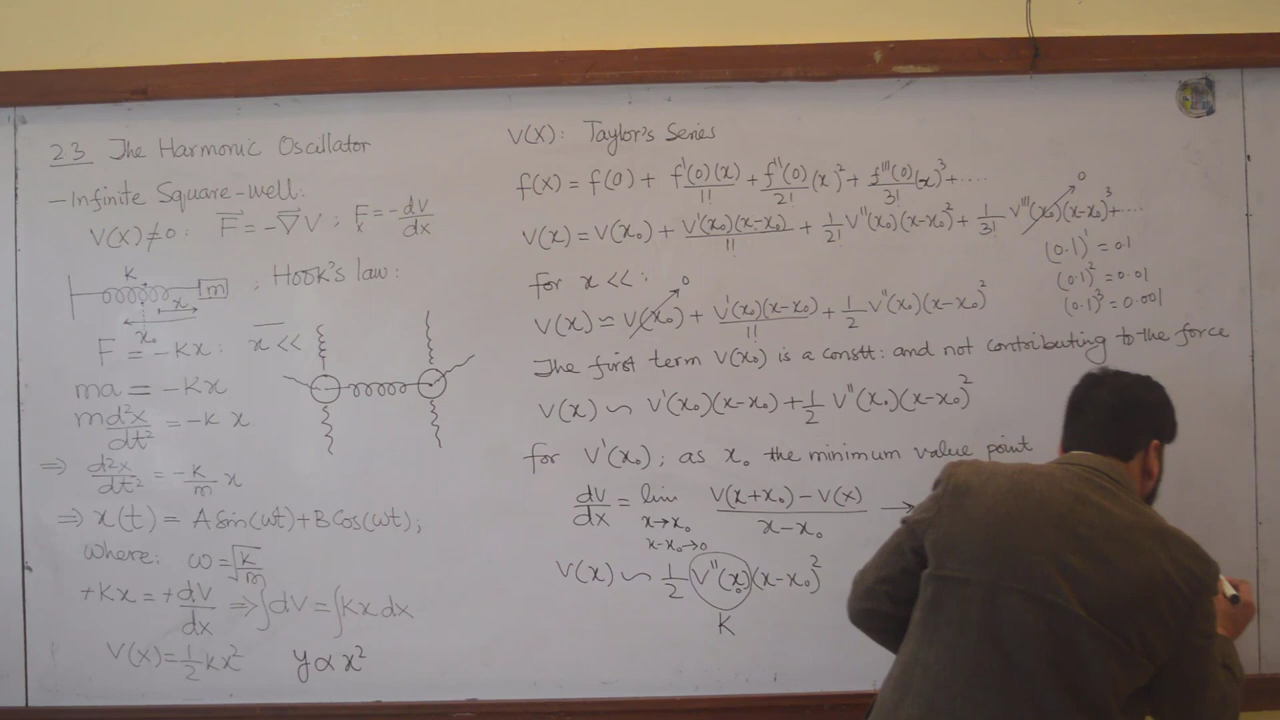 2.3 The Harmonic Oscillator
- Infinite Square-well:
V(x)≠0: F⃗ = -∇⃗V ; Fx = -dV/dx
K
m
; Hook's law:
x
x₀
F = -Kx : x <<
ma = -Kx
m d²x/dt² = -K x
⇒ d²x/dt² = -K/m x
⇒ x(t) = A Sin(ωt) + B Cos(ωt);
Where: ω = √(K/m)
+Kx = +dV/dx ⇒ ∫dV = ∫Kx dx
V(x) = 1/2 Kx² y ∝ x²
V(x): Taylor's Series
f(x) = f(0) + f'(0)(x)/1! + f''(0)/2! (x)² + f'''(0)/3! (x)³ + ....
0
V(x) = V(x₀) + V'(x₀)(x-x₀)/1! + 1/2! V''(x₀)(x-x₀)² + 1/3! V'''(x₀)(x-x₀)³ + ....
(0.1)¹ = 0.1
(0.1)² = 0.01
(0.1)³ = 0.001
for x << :
0
V(x) ≃ V(x₀) + V'(x₀)(x-x₀)/1! + 1/2 V''(x₀)(x-x₀)²
The first term V(x₀) is a constt: and not contributing to the force
V(x) ∽ V'(x₀)(x-x₀) + 1/2 V''(x₀)(x-x₀)²
for V'(x₀); as x₀ the minimum value point
dV/dx = lim x→x₀ x-x₀→0 V(x+x₀) - V(x)/x-x₀ →
V(x) ∽ 1/2 V''(x₀)(x-x₀)²
K